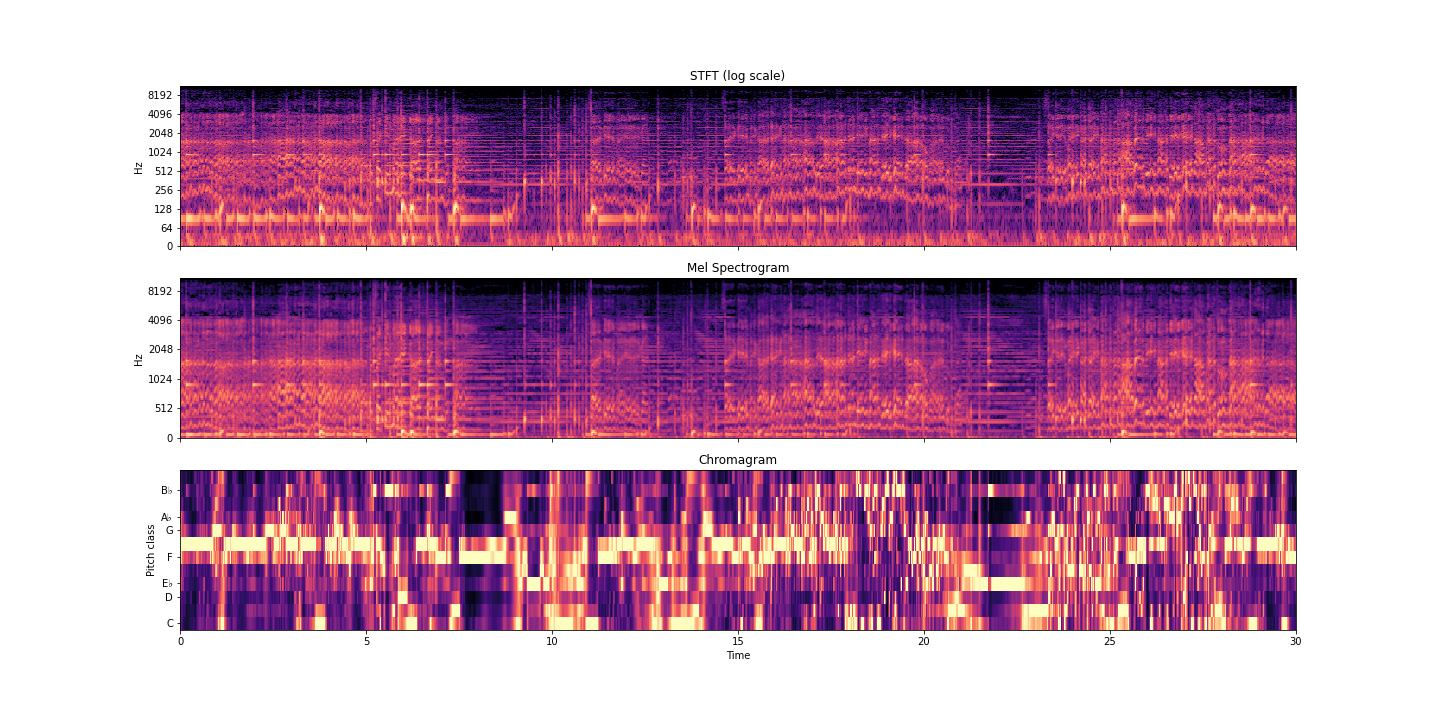 STFT (log scale)
8192
4096
2048
1024
512
256
128
64
0
Hz
Mel Spectrogram
8192
4096
2048
1024
512
0
Hz
Chromagram
B♭
A♭
G
F
E♭
D
C
Pitch class
0 5 10 15 20 25 30
Time